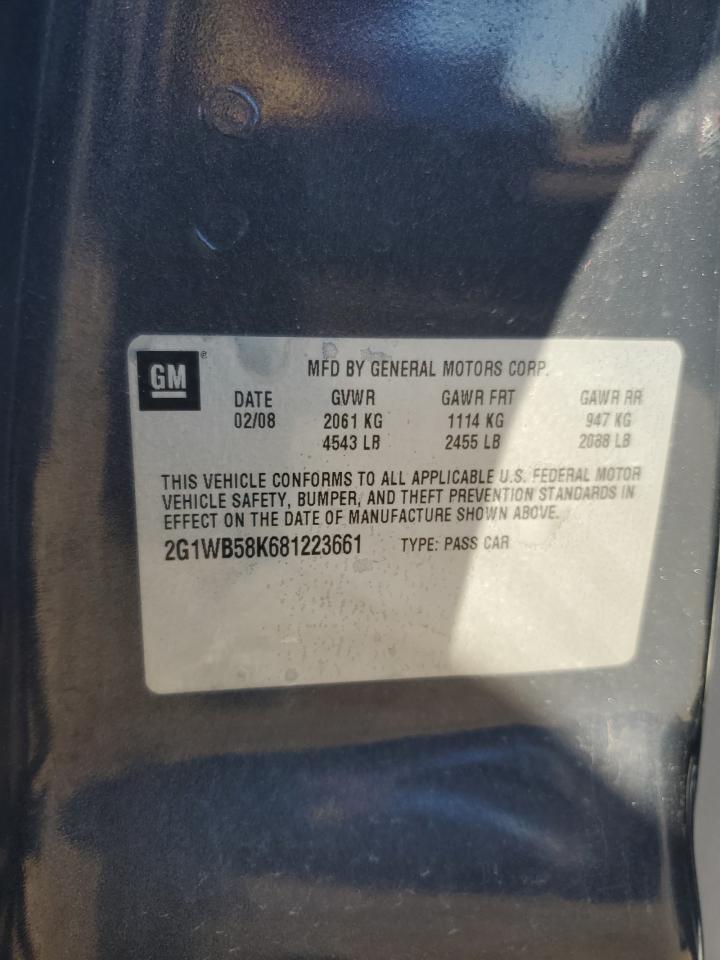 GM®
MFD BY GENERAL MOTORS CORP.
DATE GVWR GAWR FRT GAWR RR
02/08 2061 KG 1114 KG 947 KG
4543 LB 2455 LB 2088 LB
THIS VEHICLE CONFORMS TO ALL APPLICABLE U.S. FEDERAL MOTOR
VEHICLE SAFETY, BUMPER, AND THEFT PREVENTION STANDARDS IN
EFFECT ON THE DATE OF MANUFACTURE SHOWN ABOVE.
2G1WB58K681223661 TYPE: PASS CAR